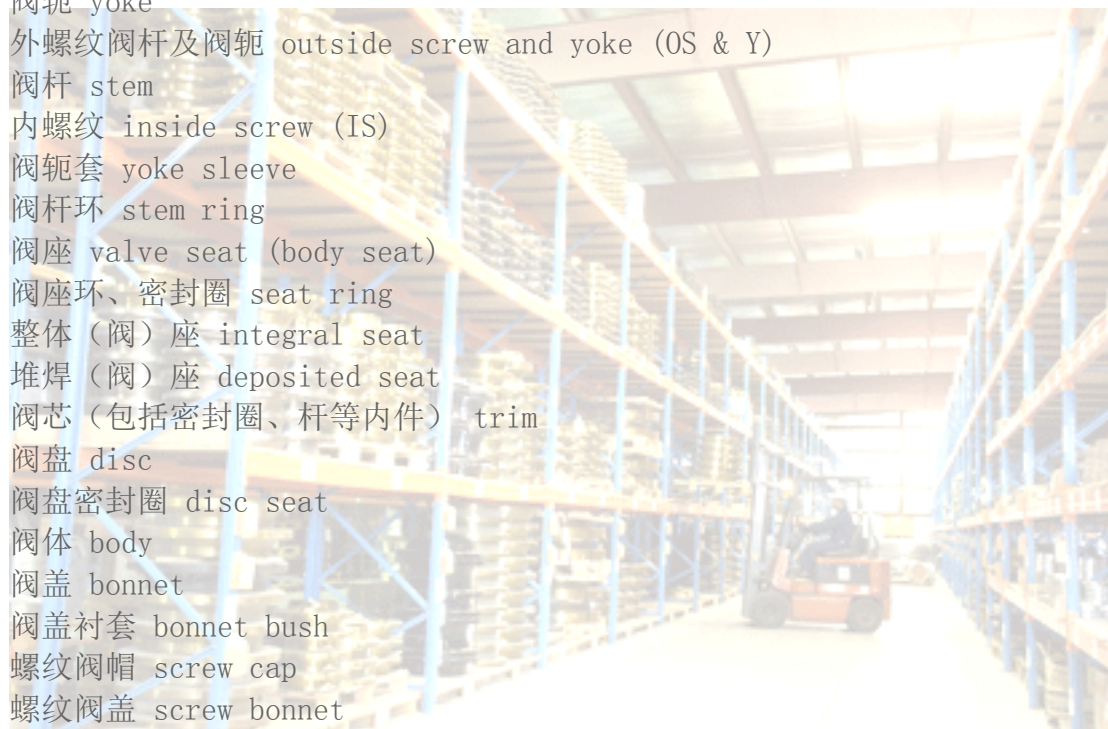 阀轭 yoke
外螺纹阀杆及阀轭 outside screw and yoke (OS & Y)
阀杆 stem
内螺纹 inside screw (IS)
阀轭套 yoke sleeve
阀杆环 stem ring
阀座 valve seat (body seat)
阀座环、密封圈 seat ring
整体（阀）座 integral seat
堆焊（阀）座 deposited seat
阀芯（包括密封圈、杆等内件） trim
阀盘 disc
阀盘密封圈 disc seat
阀体 body
阀盖 bonnet
阀盖衬套 bonnet bush
螺纹阀帽 screw cap
螺纹阀盖 screw bonnet